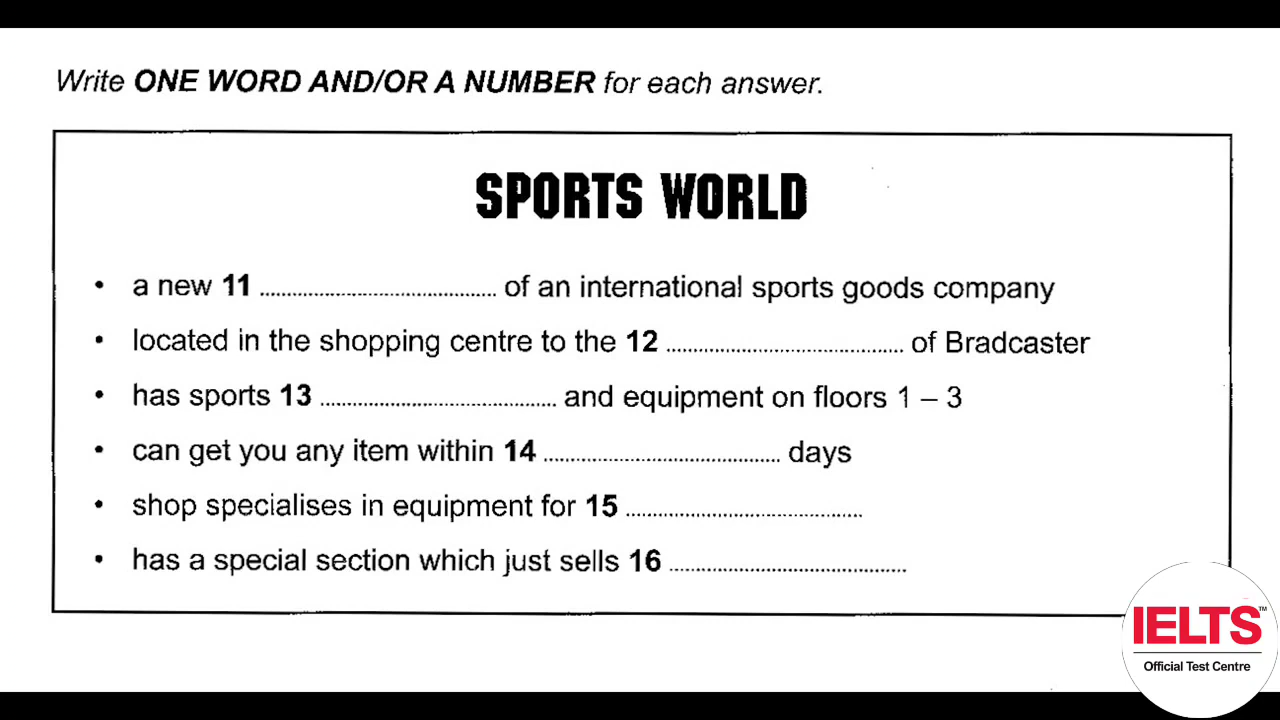 Write ONE WORD AND/OR A NUMBER for each answer.
SPORTS WORLD
• a new 11 ........................................ of an international sports goods company
• located in the shopping centre to the 12 ........................................ of Bradcaster
• has sports 13 ........................................ and equipment on floors 1 – 3
• can get you any item within 14 ........................................ days
• shop specialises in equipment for 15 ........................................
• has a special section which just sells 16 ........................................
IELTS™
Official Test Centre